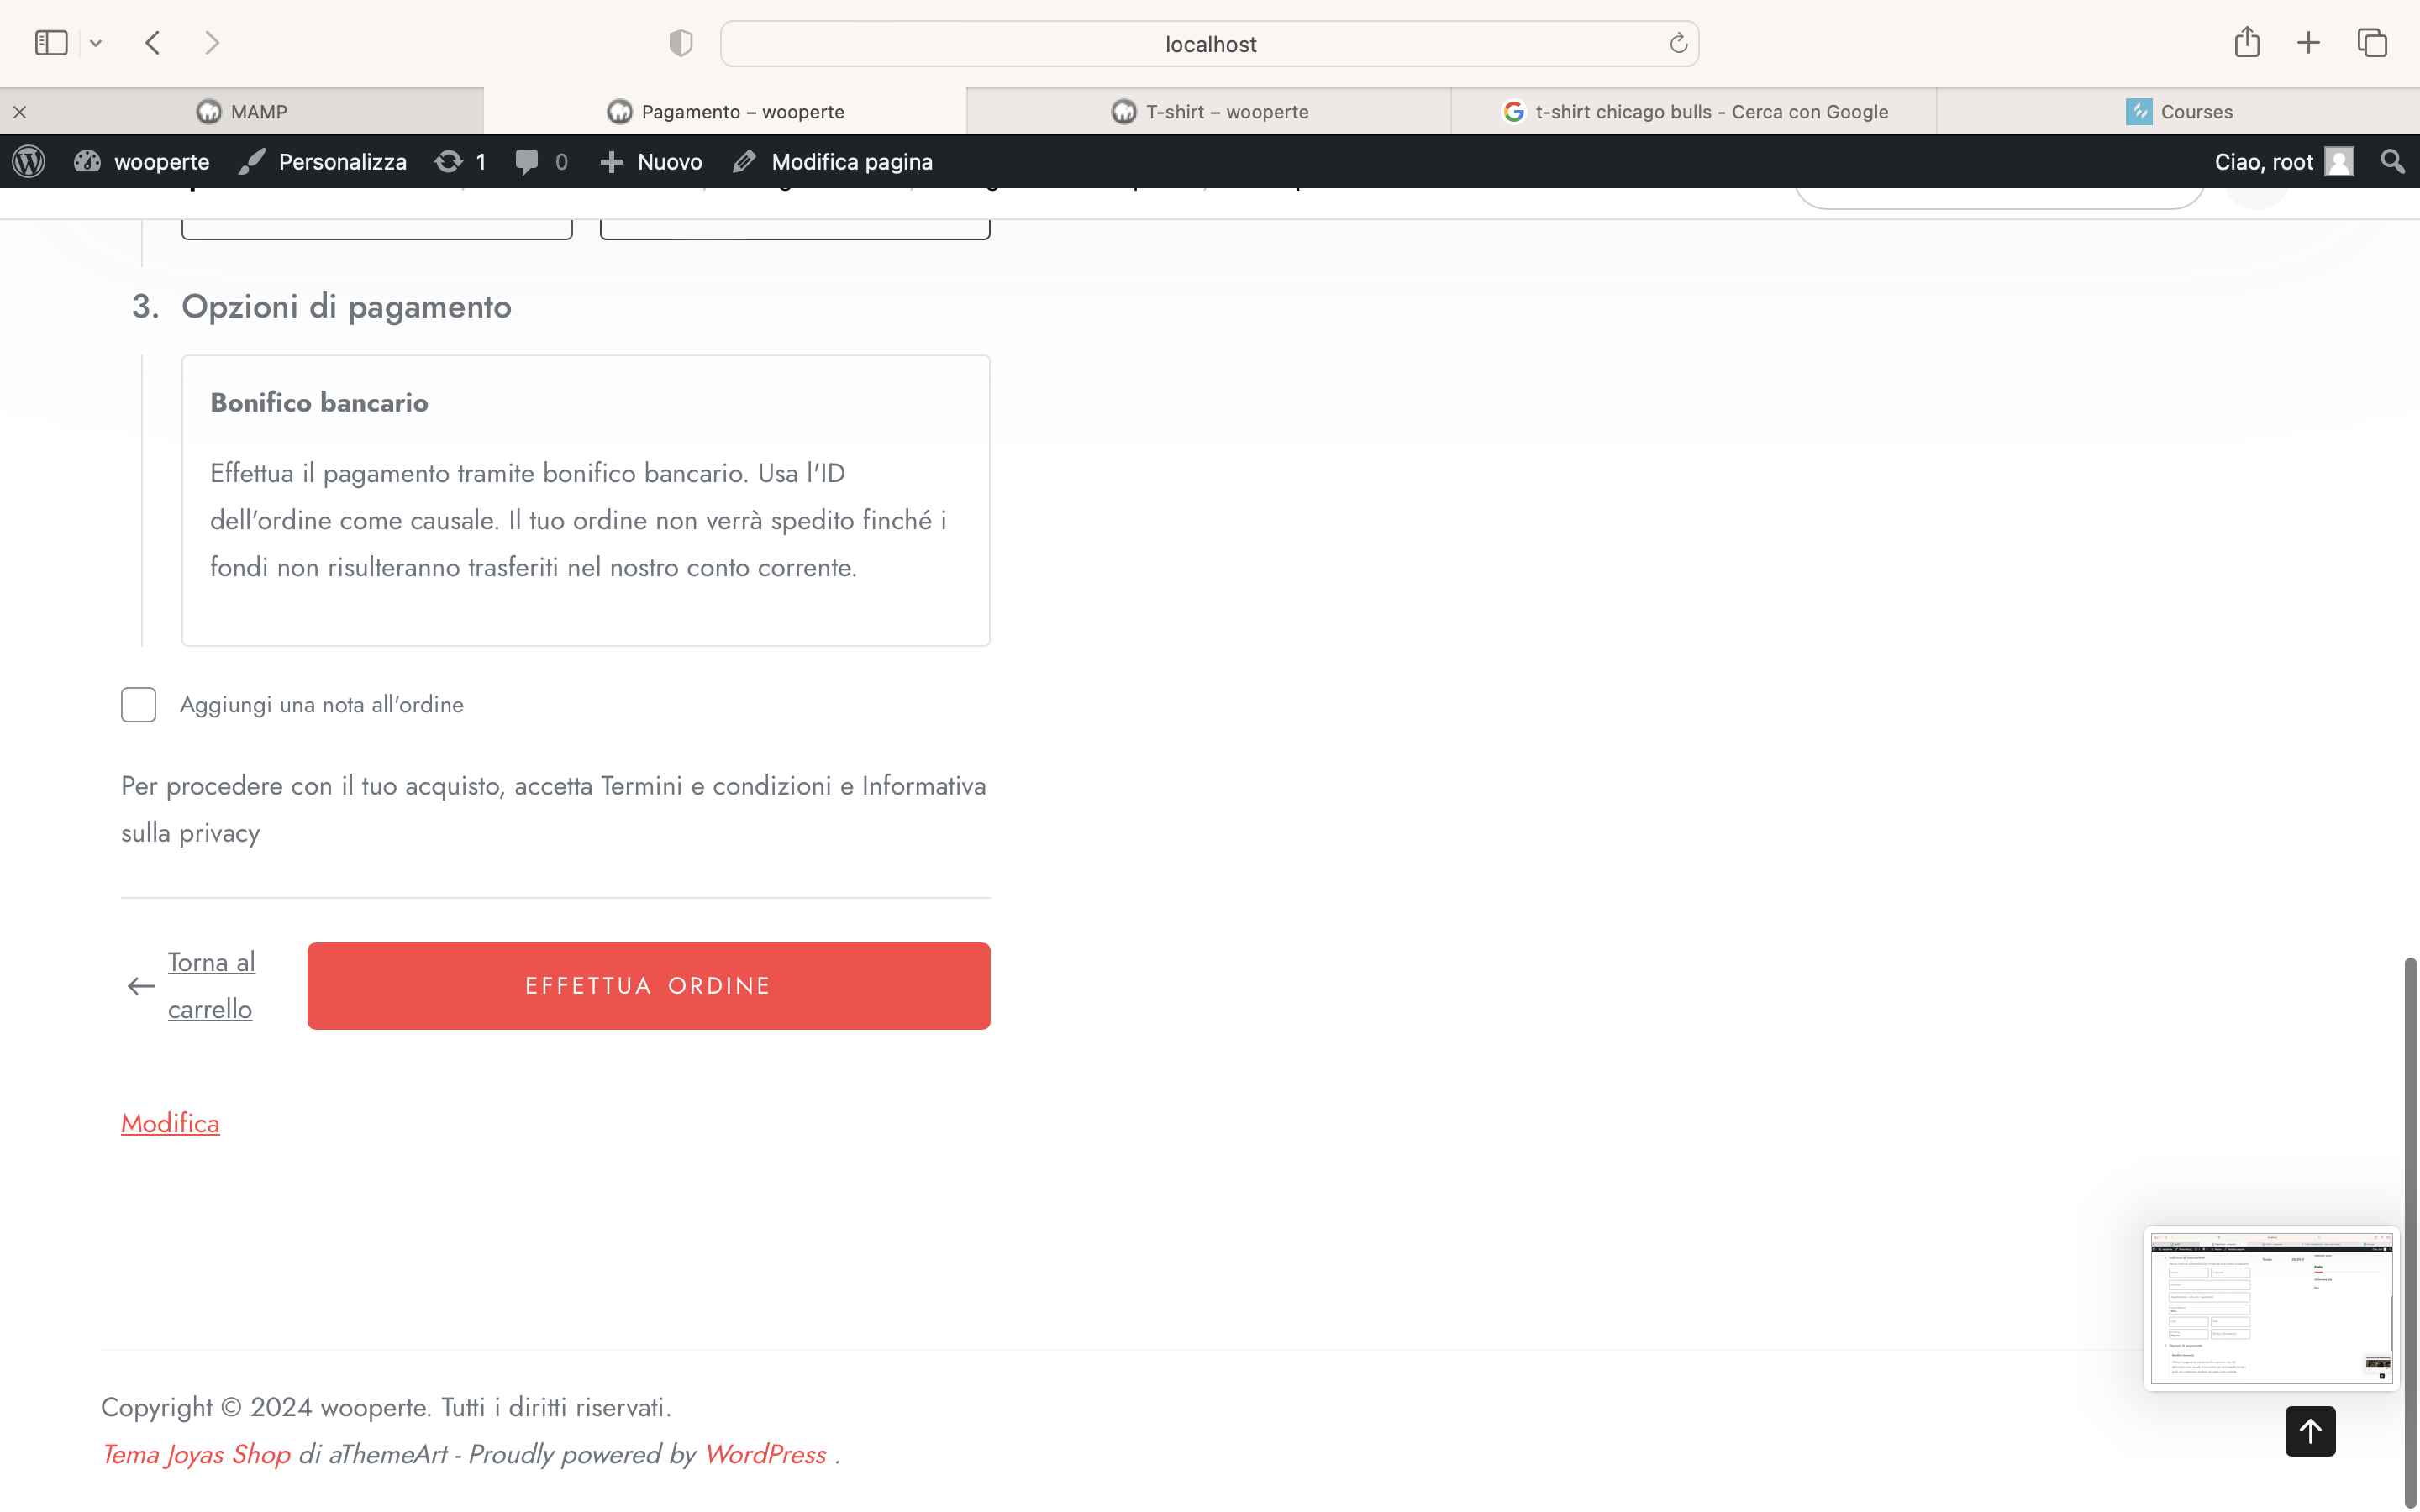 localhost
MAMP
Pagamento – wooperte
T-shirt – wooperte
t-shirt chicago bulls - Cerca con Google
Courses
wooperte
Personalizza
1
0
Nuovo
Modifica pagina
Ciao, root
3. Opzioni di pagamento
Bonifico bancario
Effettua il pagamento tramite bonifico bancario. Usa l'ID
dell'ordine come causale. Il tuo ordine non verrà spedito finché i
fondi non risulteranno trasferiti nel nostro conto corrente.
Aggiungi una nota all'ordine
Per procedere con il tuo acquisto, accetta Termini e condizioni e Informativa
sulla privacy
Torna al
carrello
EFFETTUA ORDINE
Modifica
Copyright © 2024 wooperte. Tutti i diritti riservati.
Tema Joyas Shop di aThemeArt - Proudly powered by WordPress .